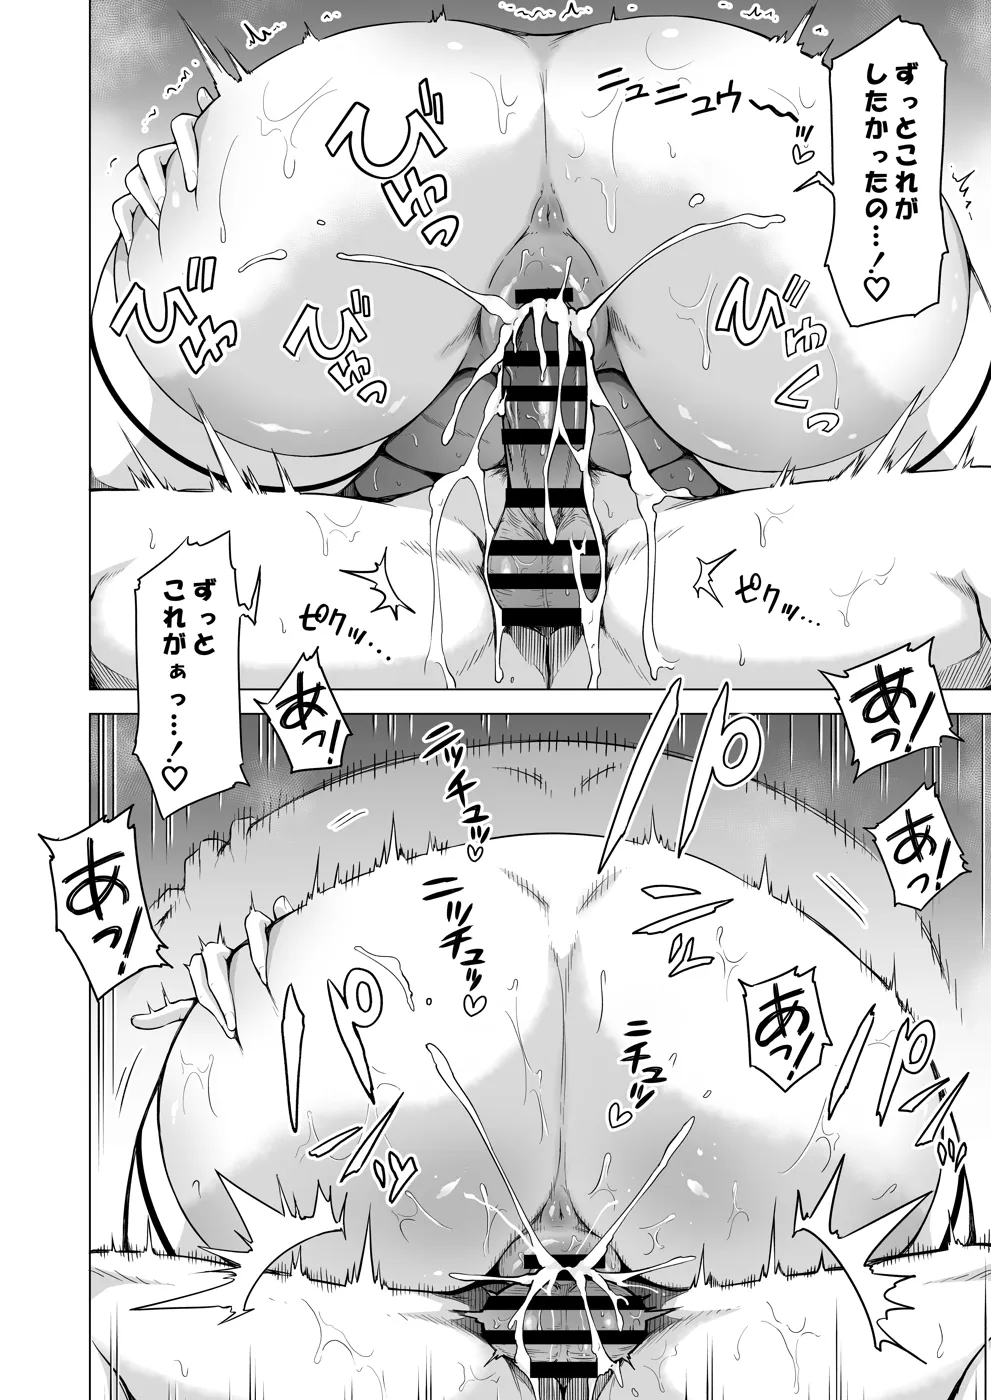 ずっとこれが
したかったの…！♡
ニュニュウ～～♡
びゅっ
びゅ
びゅっ
びゅくっ
ずっと
これがぁっ…！♡
ピクッ…
ピクッ…
あっ！
あっ！
あっ！
あっ！
あっ！
ニッチュッ♡
ニッチュッ♡
ニチュッ♡
パン
パン
パン